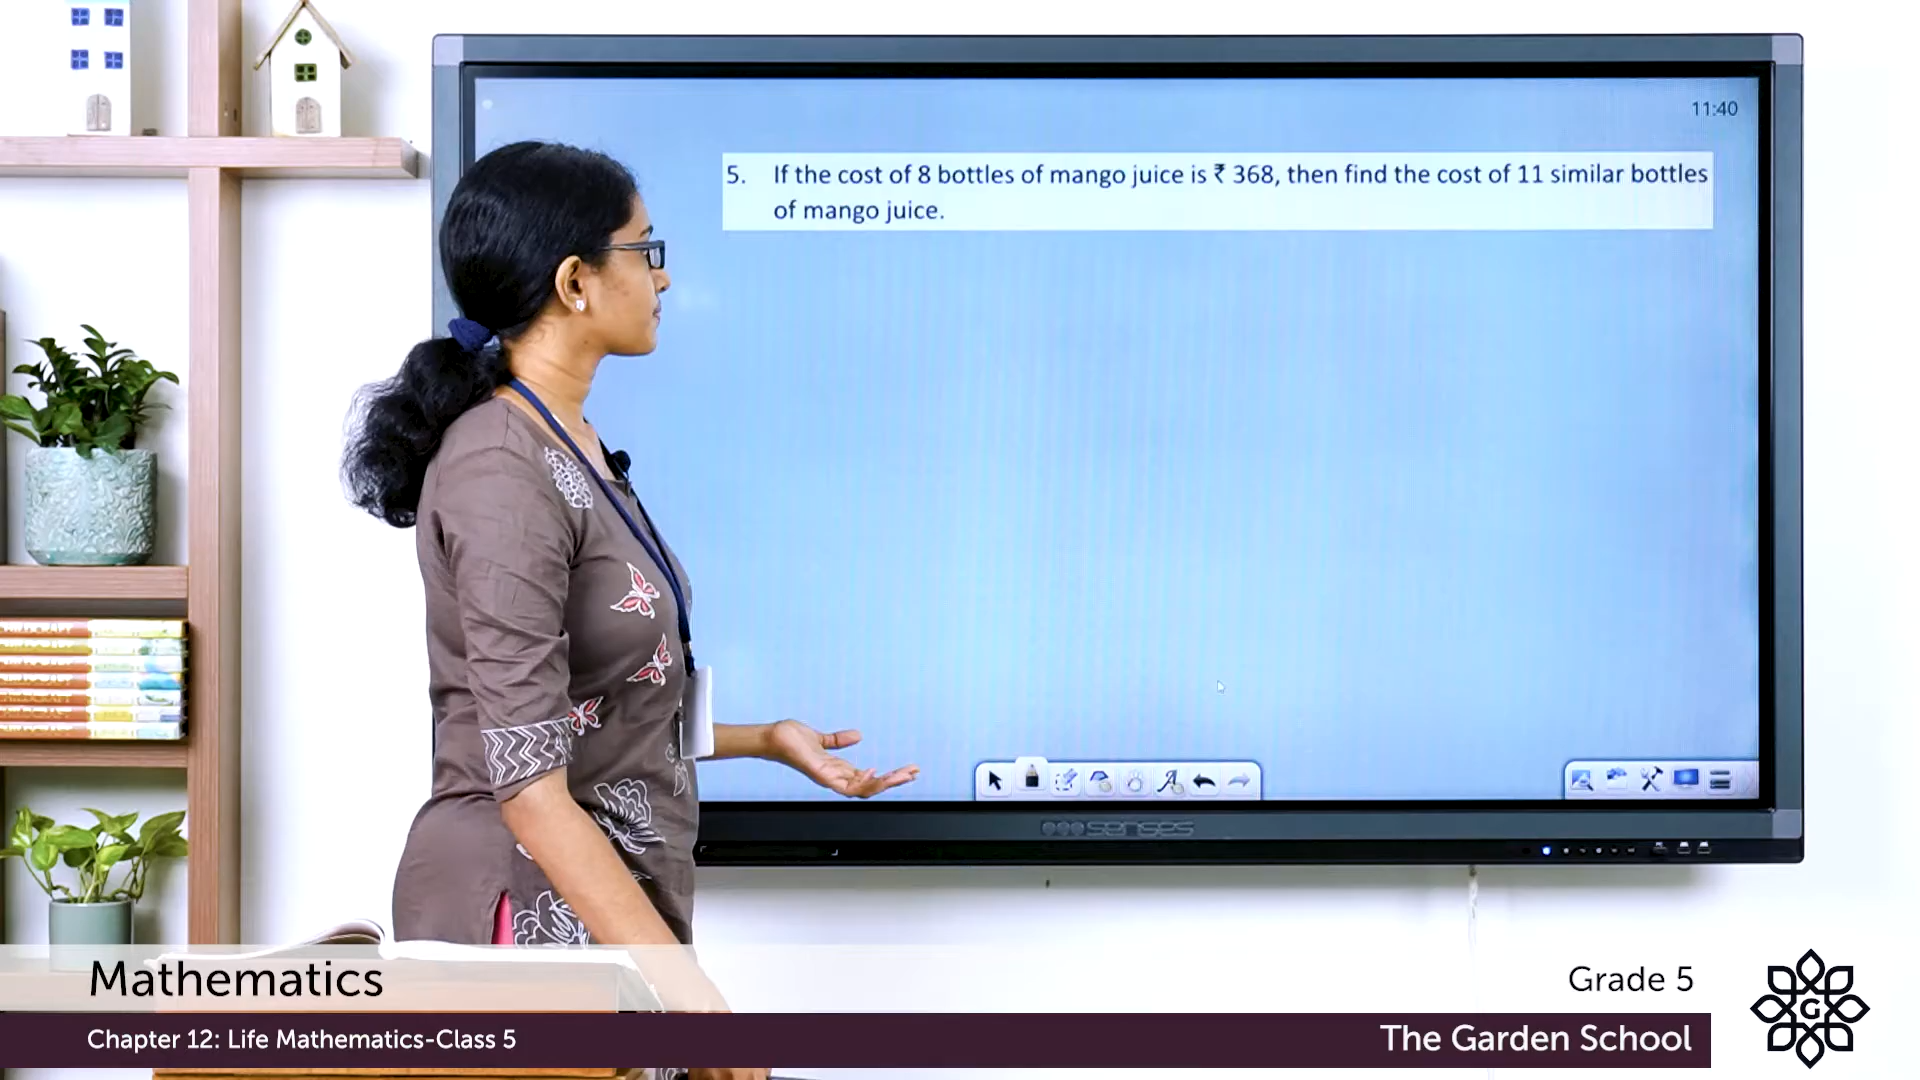 11:40
5. If the cost of 8 bottles of mango juice is ₹ 368, then find the cost of 11 similar bottles
of mango juice.
senses
Mathematics
Grade 5
G
Chapter 12: Life Mathematics-Class 5
The Garden School